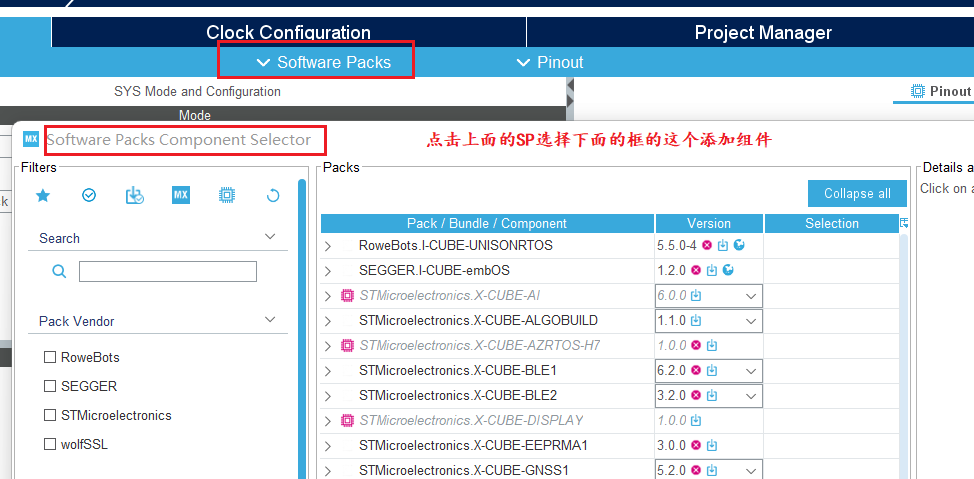 Clock Configuration
Project Manager
Software Packs
Pinout
SYS Mode and Configuration
Pinout
Mode
MX Software Packs Component Selector
点击上面的SP选择下面的框的这个添加组件
Filters
Packs
Details a
Click on a
MX
Collapse all
Pack / Bundle / Component Version Selection
Search
RoweBots.I-CUBE-UNISONRTOS 5.5.0-4
SEGGER.I-CUBE-embOS 1.2.0
STMicroelectronics.X-CUBE-AI 6.0.0
Pack Vendor
STMicroelectronics.X-CUBE-ALGOBUILD 1.1.0
STMicroelectronics.X-CUBE-AZRTOS-H7 1.0.0
RoweBots
STMicroelectronics.X-CUBE-BLE1 6.2.0
SEGGER
STMicroelectronics.X-CUBE-BLE2 3.2.0
STMicroelectronics
STMicroelectronics.X-CUBE-DISPLAY 1.0.0
wolfSSL
STMicroelectronics.X-CUBE-EEPRMA1 3.0.0
STMicroelectronics.X-CUBE-GNSS1 5.2.0